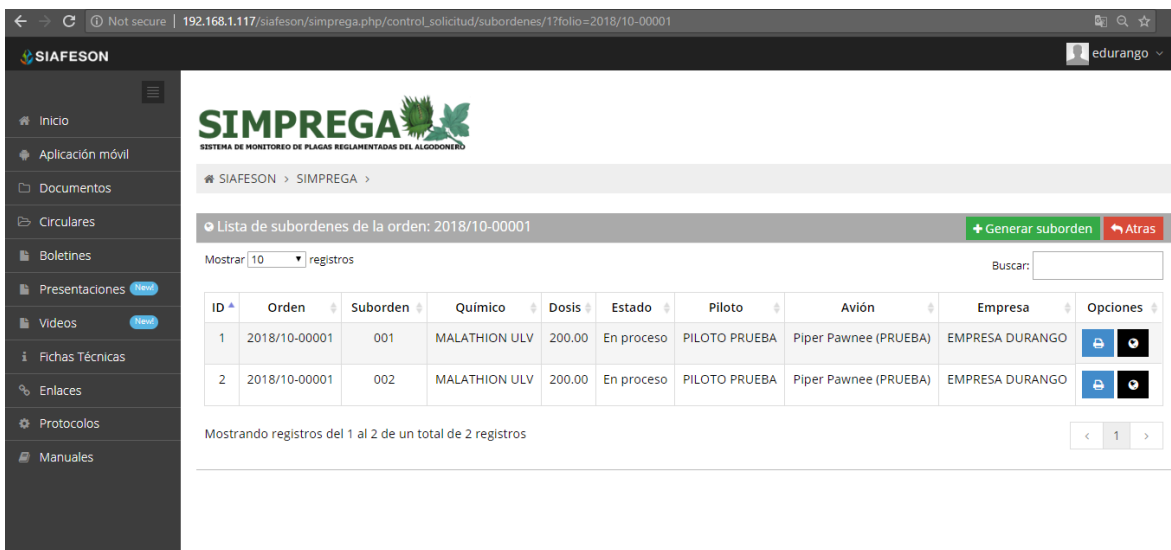 Not secure | 192.168.1.117/siafeson/simprega.php/control_solicitud/subordenes/1?folio=2018/10-00001
SIAFESON
edurango
Inicio
Aplicación móvil
Documentos
Circulares
Boletines
Presentaciones New!
Videos New!
Fichas Técnicas
Enlaces
Protocolos
Manuales
SIMPREGA
SISTEMA DE MONITOREO DE PLAGAS REGLAMENTADAS DEL ALGODONERO
SIAFESON > SIMPREGA >
Lista de subordenes de la orden: 2018/10-00001
Generar suborden Atras
Mostrar 10 registros
Buscar:
ID Orden Suborden Químico Dosis Estado Piloto Avión Empresa Opciones
1 2018/10-00001 001 MALATHION ULV 200.00 En proceso PILOTO PRUEBA Piper Pawnee (PRUEBA) EMPRESA DURANGO
2 2018/10-00001 002 MALATHION ULV 200.00 En proceso PILOTO PRUEBA Piper Pawnee (PRUEBA) EMPRESA DURANGO
Mostrando registros del 1 al 2 de un total de 2 registros
< 1 >